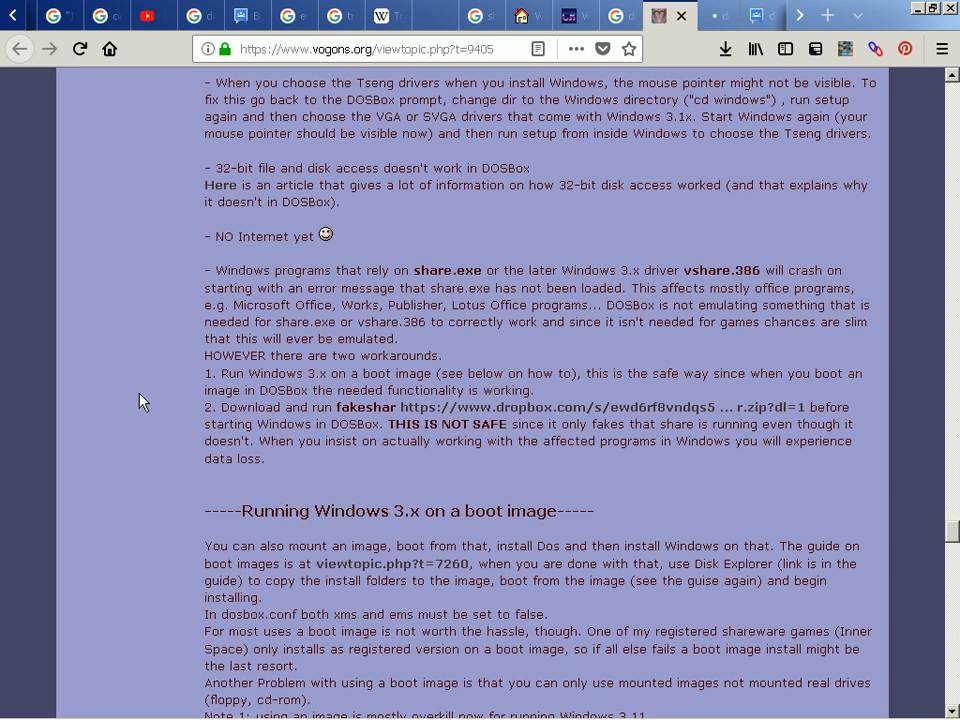 https://www.vogons.org/viewtopic.php?t=9405
- When you choose the Tseng drivers when you install Windows, the mouse pointer might not be visible. To
fix this go back to the DOSBox prompt, change dir to the Windows directory ("cd windows") , run setup
again and then choose the VGA or SVGA drivers that come with Windows 3.1x. Start Windows again (your
mouse pointer should be visible now) and then run setup from inside Windows to choose the Tseng drivers.
- 32-bit file and disk access doesn't work in DOSBox
Here is an article that gives a lot of information on how 32-bit disk access worked (and that explains why
it doesn't in DOSBox).
- NO Internet yet
- Windows programs that rely on share.exe or the later Windows 3.x driver vshare.386 will crash on
starting with an error message that share.exe has not been loaded. This affects mostly office programs,
e.g. Microsoft Office, Works, Publisher, Lotus Office programs... DOSBox is not emulating something that is
needed for share.exe or vshare.386 to correctly work and since it isn't needed for games chances are slim
that this will ever be emulated.
HOWEVER there are two workarounds.
1. Run Windows 3.x on a boot image (see below on how to), this is the safe way since when you boot an
image in DOSBox the needed functionality is working.
2. Download and run fakeshar https://www.dropbox.com/s/ewd6rf8vndqs5 ... r.zip?dl=1 before
starting Windows in DOSBox. THIS IS NOT SAFE since it only fakes that share is running even though it
doesn't. When you insist on actually working with the affected programs in Windows you will experience
data loss.
-----Running Windows 3.x on a boot image-----
You can also mount an image, boot from that, install Dos and then install Windows on that. The guide on
boot images is at viewtopic.php?t=7260, when you are done with that, use Disk Explorer (link is in the
guide) to copy the install folders to the image, boot from the image (see the guise again) and begin
installing.
In dosbox.conf both xms and ems must be set to false.
For most uses a boot image is not worth the hassle, though. One of my registered shareware games (Inner
Space) only installs as registered version on a boot image, so if all else fails a boot image install might be
the last resort.
Another Problem with using a boot image is that you can only use mounted images not mounted real drives
(floppy, cd-rom).
Note 1: using an image is mostly overkill now for running Windows 3.11